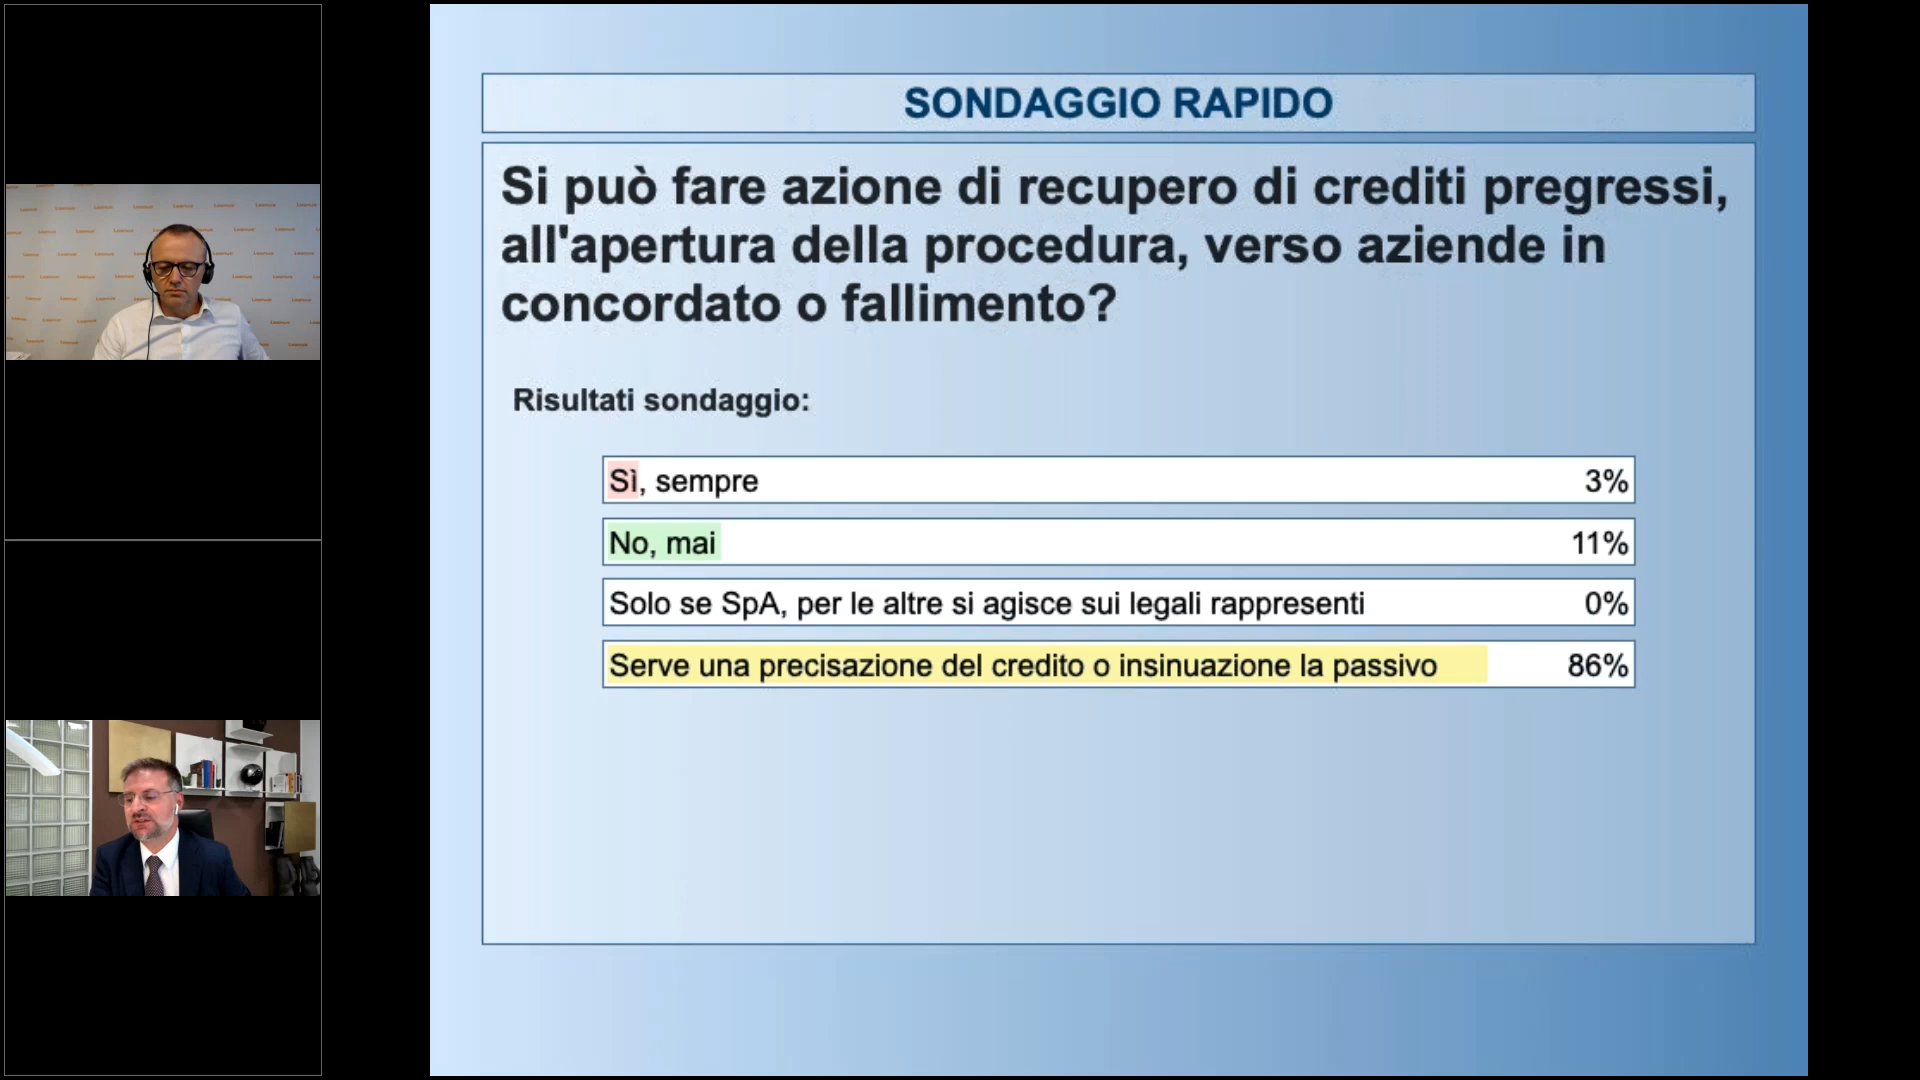 SONDAGGIO RAPIDO
Si può fare azione di recupero di crediti pregressi,
all'apertura della procedura, verso aziende in
concordato o fallimento?
Risultati sondaggio:
Sì, sempre 3%
No, mai 11%
Solo se SpA, per le altre si agisce sui legali rappresenti 0%
Serve una precisazione del credito o insinuazione la passivo 86%